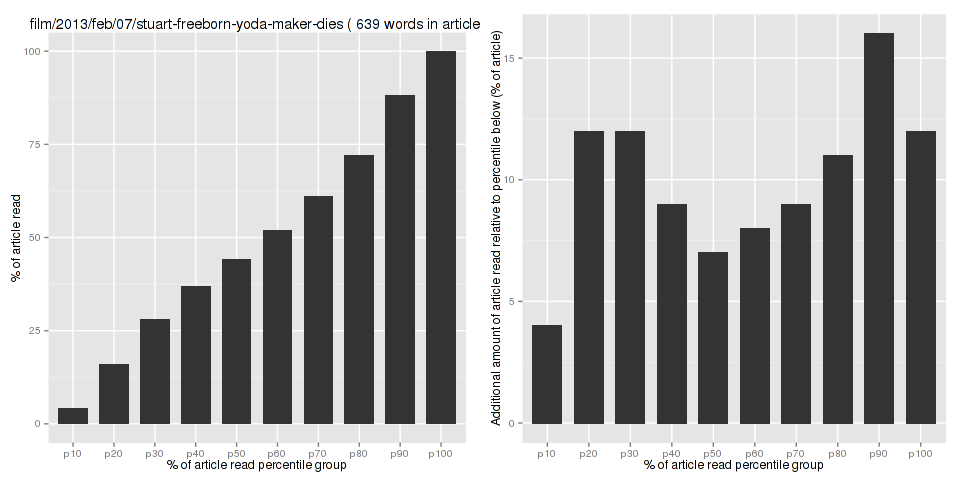 film/2013/feb/07/stuart-freeborn-yoda-maker-dies ( 639 words in article
100
75
50
25
0
% of article read
p10 p20 p30 p40 p50 p60 p70 p80 p90 p100
% of article read percentile group
Additional amount of article read relative to percentile below (% of article)
15
10
5
0
p10 p20 p30 p40 p50 p60 p70 p80 p90 p100
% of article read percentile group